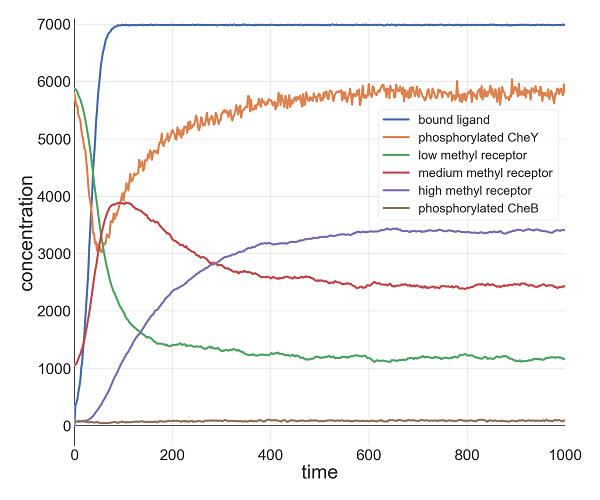 7000
6000
5000
4000
3000
2000
1000
0
concentration
bound ligand
phosphorylated CheY
low methyl receptor
medium methyl receptor
high methyl receptor
phosphorylated CheB
0
200
400
600
800
1000
time